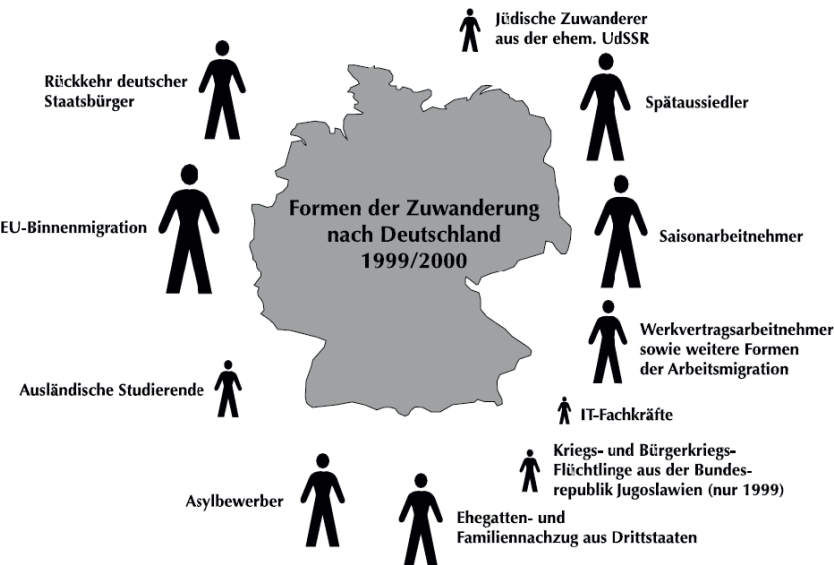 Jüdische Zuwanderer
aus der ehem. UdSSR
Rückkehr deutscher
Staatsbürger
Spätaussiedler
Formen der Zuwanderung
nach Deutschland
1999/2000
EU-Binnenmigration
Saisonarbeitnehmer
Werkvertragsarbeitnehmer
sowie weitere Formen
der Arbeitsmigration
Ausländische Studierende
IT-Fachkräfte
Kriegs- und Bürgerkriegs-
Flüchtlinge aus der Bundes-
republik Jugoslawien (nur 1999)
Asylbewerber
Ehegatten- und
Familiennachzug aus Drittstaaten